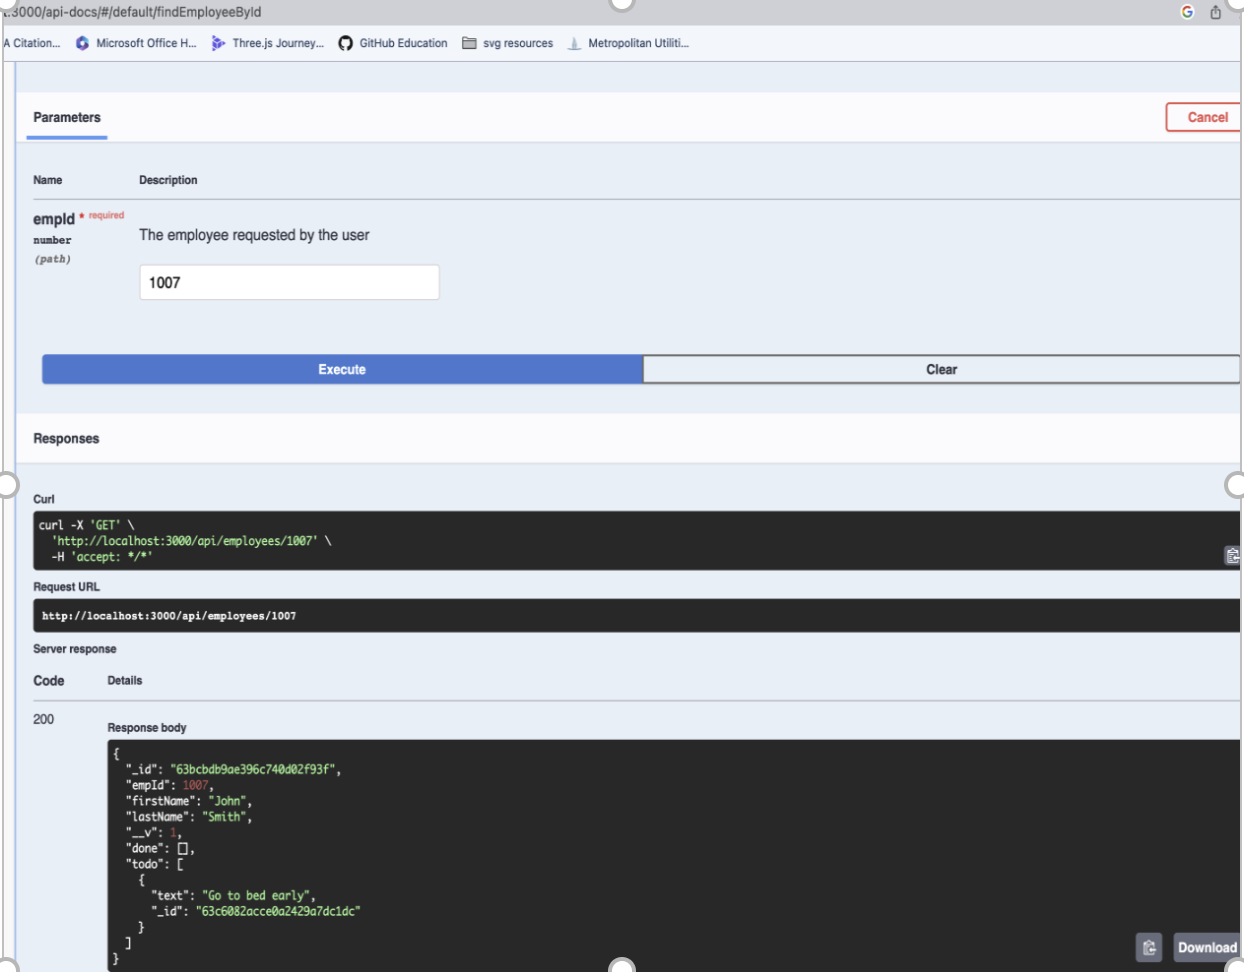 :3000/api-docs/#/default/findEmployeeById
A Citation... Microsoft Office H... Three.js Journey... GitHub Education svg resources Metropolitan Utiliti...
Parameters
Cancel
Name Description
empId * required
number
(path)
The employee requested by the user
1007
Execute Clear
Responses
Curl
curl -X 'GET' \
'http://localhost:3000/api/employees/1007' \
-H 'accept: */*'
Request URL
http://localhost:3000/api/employees/1007
Server response
Code Details
200
Response body
{
"_id": "63bcbdb9ae396c740d02f93f",
"empId": 1007,
"firstName": "John",
"lastName": "Smith",
"__v": 1,
"done": [],
"todo": [
{
"text": "Go to bed early",
"_id": "63c6082acce0a2429a7dc1dc"
}
]
}
Download